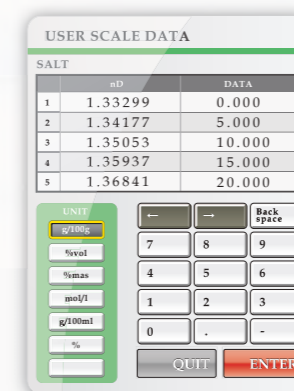 USER SCALE DATA
SALT
nD DATA
1 1.33299 0.000
2 1.34177 5.000
3 1.35053 10.000
4 1.35937 15.000
5 1.36841 20.000
UNIT
g/100g
%vol
%mas
mol/l
g/100ml
%
← → Back space
7 8 9
4 5 6
1 2 3
0 . -
QUIT ENTER